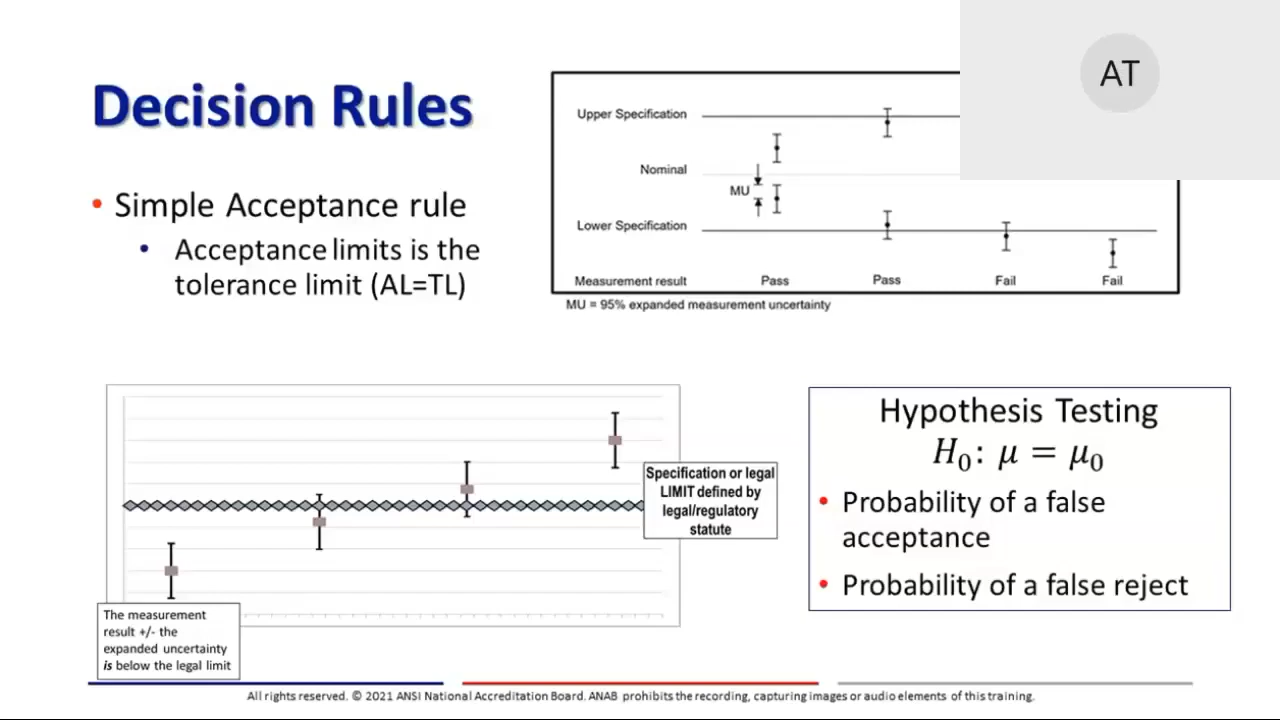 Decision Rules
• Simple Acceptance rule
• Acceptance limits is the
tolerance limit (AL=TL)
AT
Upper Specification
Nominal
MU
Lower Specification
Measurement result Pass Pass Fail Fail
MU = 95% expanded measurement uncertainty
Specification or legal
LIMIT defined by
legal/regulatory
statute
The measurement
result +/- the
expanded uncertainty
is below the legal limit
Hypothesis Testing
H₀: μ = μ₀
• Probability of a false
acceptance
• Probability of a false reject
All rights reserved. © 2021 ANSI National Accreditation Board. ANAB prohibits the recording, capturing images or audio elements of this training.